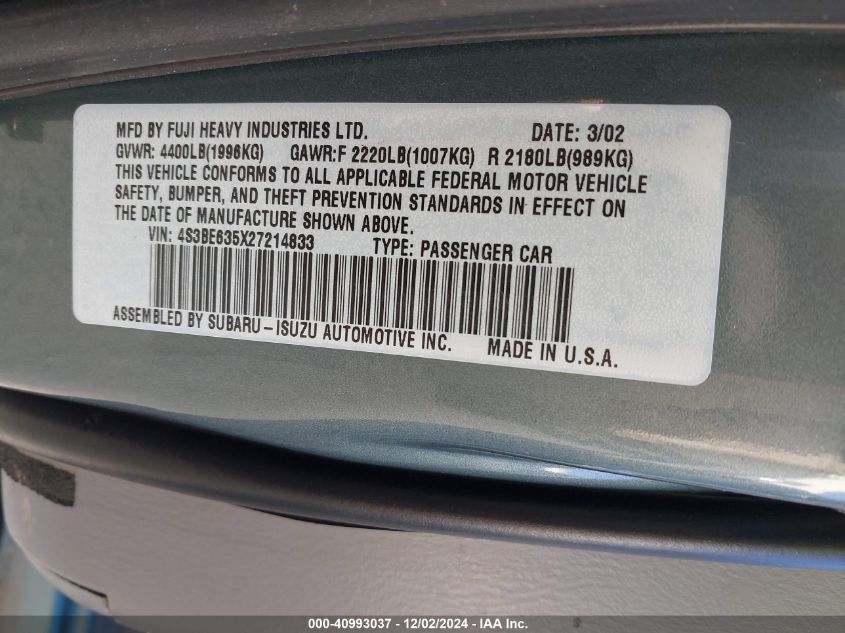 MFD BY FUJI HEAVY INDUSTRIES LTD. DATE: 3/02
GVWR: 4400LB(1996KG) GAWR:F 2220LB(1007KG) R 2180LB(989KG)
THIS VEHICLE CONFORMS TO ALL APPLICABLE FEDERAL MOTOR VEHICLE
SAFETY, BUMPER, AND THEFT PREVENTION STANDARDS IN EFFECT ON
THE DATE OF MANUFACTURE SHOWN ABOVE.
VIN: 4S3BE635X27214833 TYPE: PASSENGER CAR
ASSEMBLED BY SUBARU-ISUZU AUTOMOTIVE INC. MADE IN U.S.A.
000-40993037 - 12/02/2024 - IAA Inc.